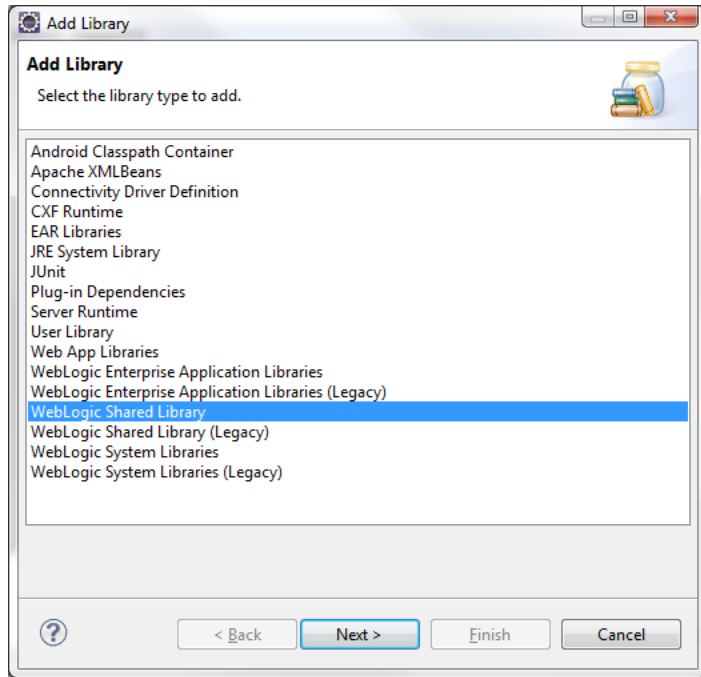 Add Library
Add Library
Select the library type to add.
Android Classpath Container
Apache XMLBeans
Connectivity Driver Definition
CXF Runtime
EAR Libraries
JRE System Library
JUnit
Plug-in Dependencies
Server Runtime
User Library
Web App Libraries
WebLogic Enterprise Application Libraries
WebLogic Enterprise Application Libraries (Legacy)
WebLogic Shared Library
WebLogic Shared Library (Legacy)
WebLogic System Libraries
WebLogic System Libraries (Legacy)
? < Back Next > Finish Cancel